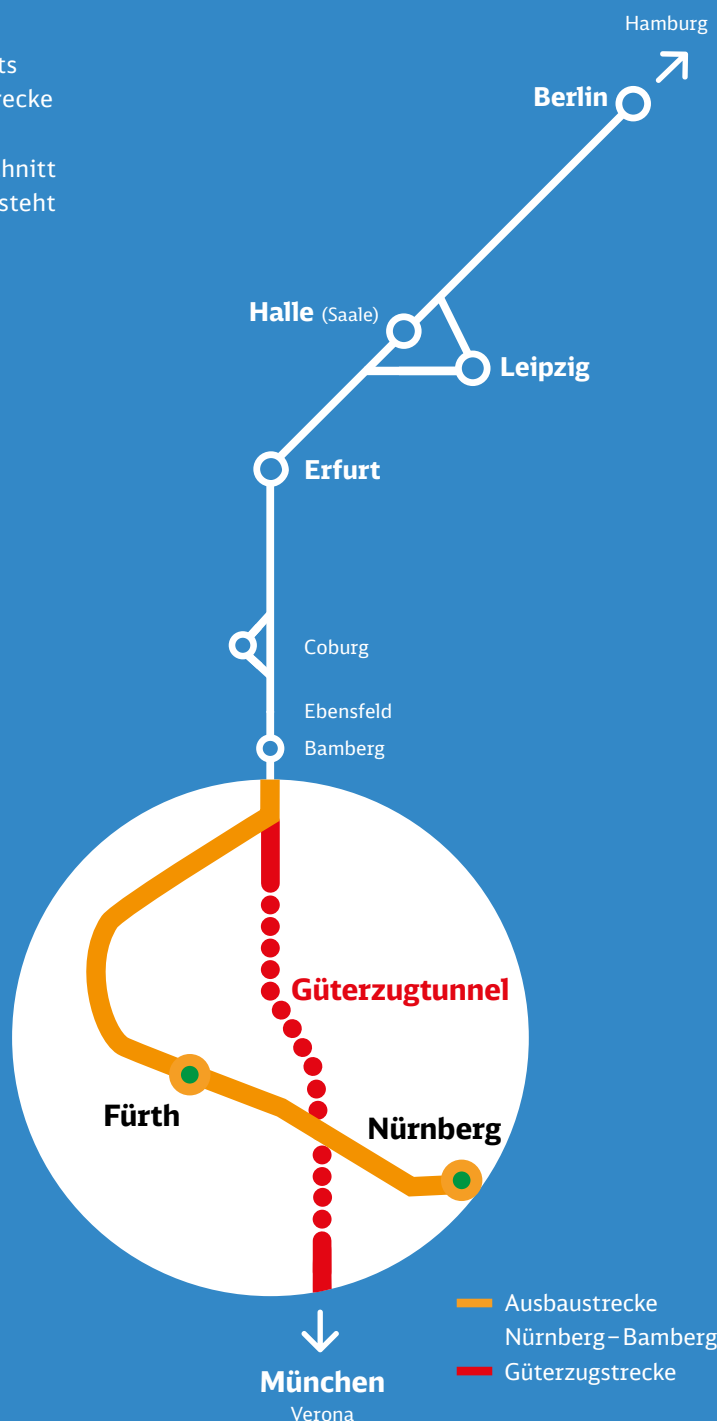 Hamburg
ts
ecke
hnitt
steht
Berlin
Halle (Saale)
Leipzig
Erfurt
Coburg
Ebensfeld
Bamberg
Güterzugtunnel
Fürth
Nürnberg
Ausbaustrecke
Nürnberg–Bamberg
Güterzugstrecke
München
Verona